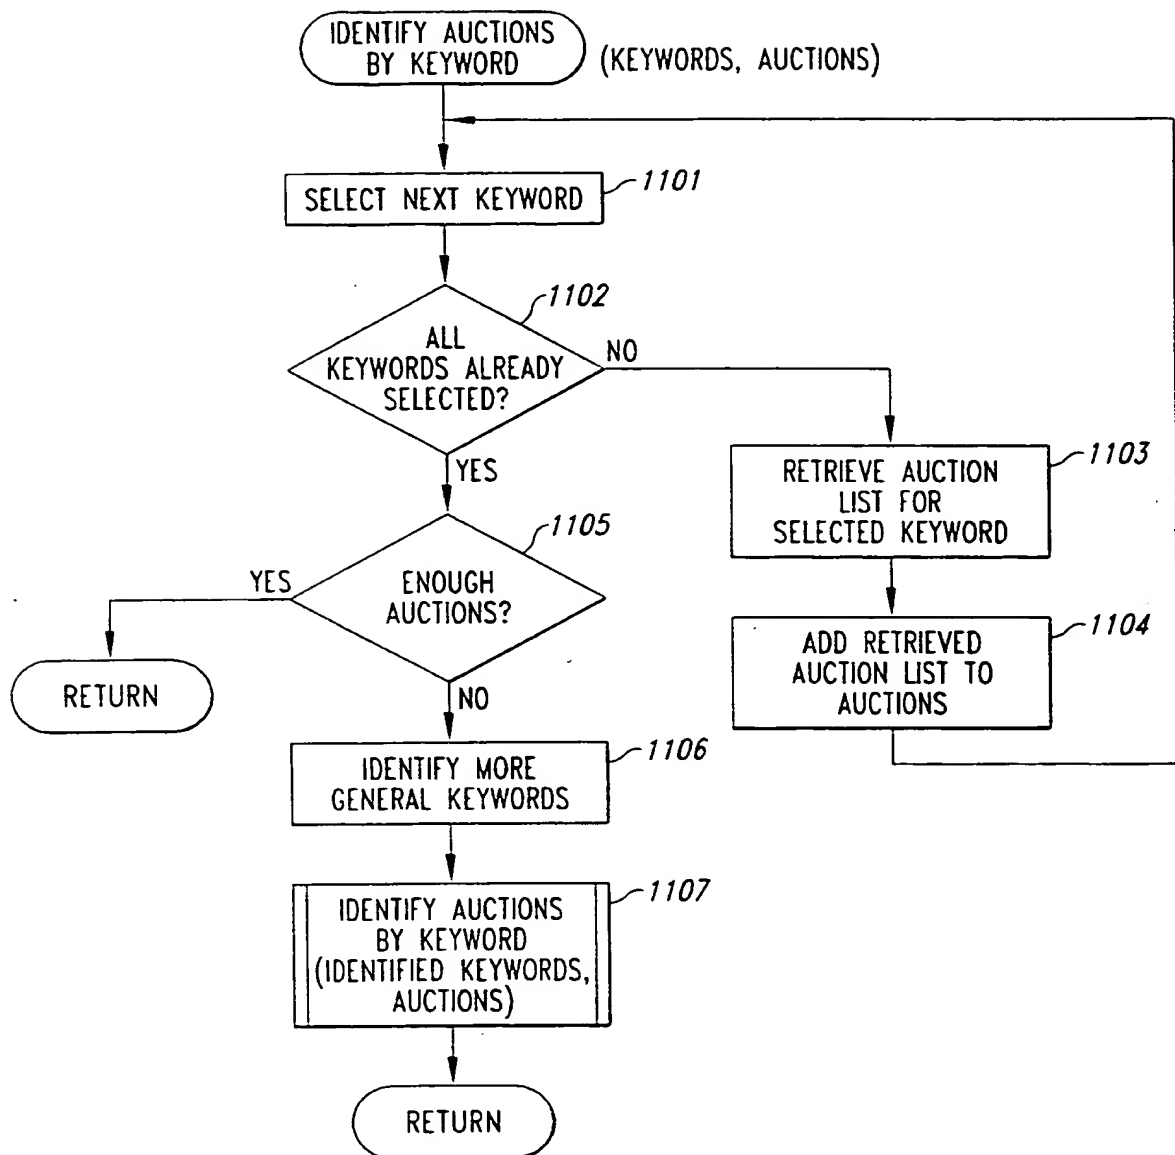 IDENTIFY AUCTIONS
BY KEYWORD
(KEYWORDS, AUCTIONS)
SELECT NEXT KEYWORD
1101
1102
ALL
KEYWORDS ALREADY
SELECTED?
NO
YES
RETRIEVE AUCTION
LIST FOR
SELECTED KEYWORD
1103
1105
ENOUGH
AUCTIONS?
YES
NO
RETURN
ADD RETRIEVED
AUCTION LIST TO
AUCTIONS
1104
IDENTIFY MORE
GENERAL KEYWORDS
1106
IDENTIFY AUCTIONS
BY KEYWORD
(IDENTIFIED KEYWORDS,
AUCTIONS)
1107
RETURN